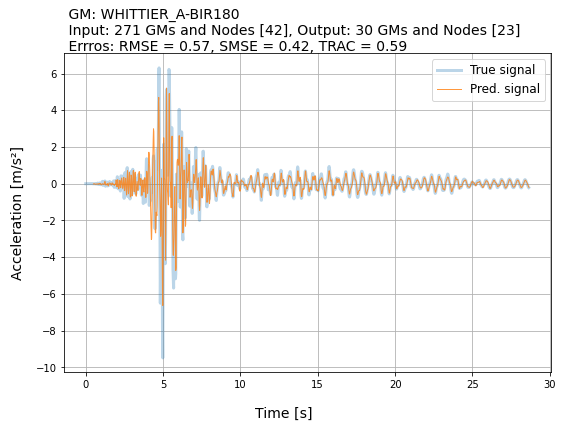 GM: WHITTIER_A-BIR180
Input: 271 GMs and Nodes [42], Output: 30 GMs and Nodes [23]
Erros: RMSE = 0.57, SMSE = 0.42, TRAC = 0.59
True signal
Pred. signal
Acceleration [m/s²]
6
4
2
0
−2
−4
−6
−8
−10
0
5
10
15
20
25
30
Time [s]